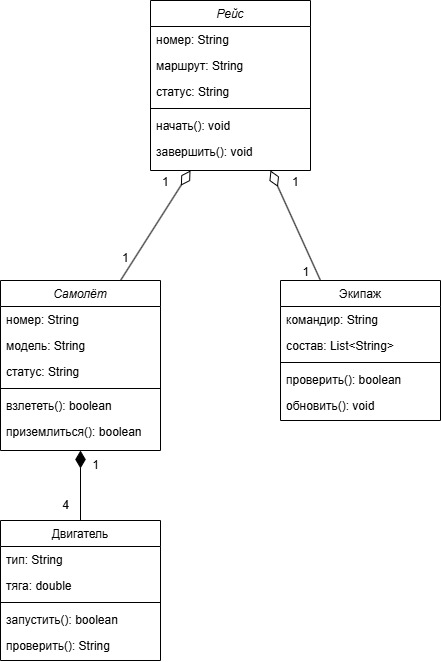 Рейс
номер: String
маршрут: String
статус: String
начать(): void
завершить(): void
1
1
1
1
Самолёт
номер: String
модель: String
статус: String
взлететь(): boolean
приземлиться(): boolean
Экипаж
командир: String
состав: List<String>
проверить(): boolean
обновить(): void
1
4
Двигатель
тип: String
тяга: double
запустить(): boolean
проверить(): String